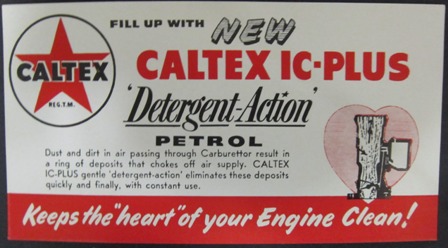 FILL UP WITH NEW
CALTEX
REG.T.M.
CALTEX IC-PLUS
'Detergent-Action'
PETROL
Dust and dirt in air passing through Carburettor result in
a ring of deposits that chokes off air supply. CALTEX
IC-PLUS gentle 'detergent-action' eliminates these deposits
quickly and finally, with constant use.
Keeps the "heart" of your Engine Clean!